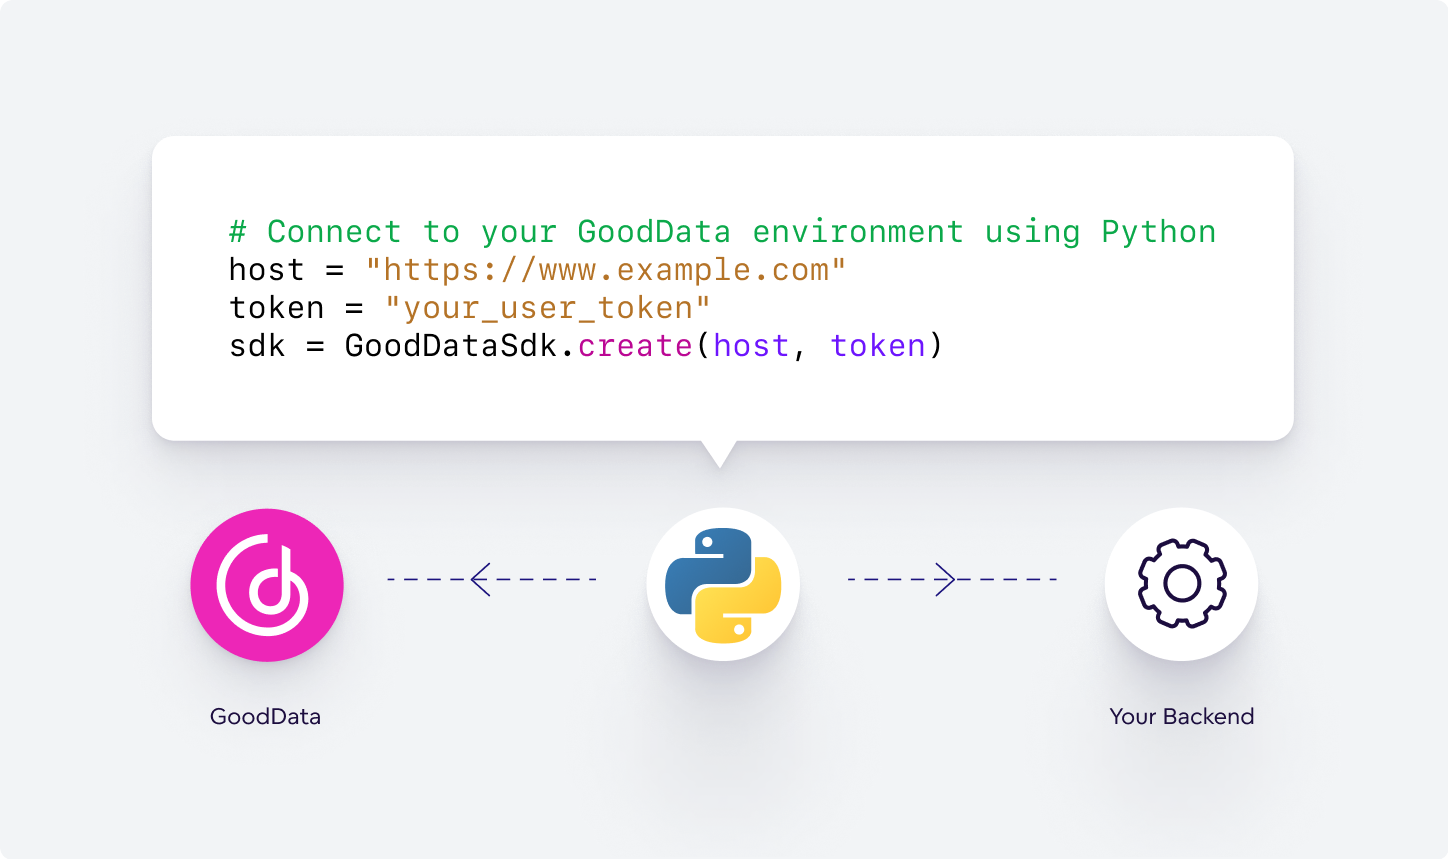 # Connect to your GoodData environment using Python
host = "https://www.example.com"
token = "your_user_token"
sdk = GoodDataSdk.create(host, token)
GoodData
Your Backend